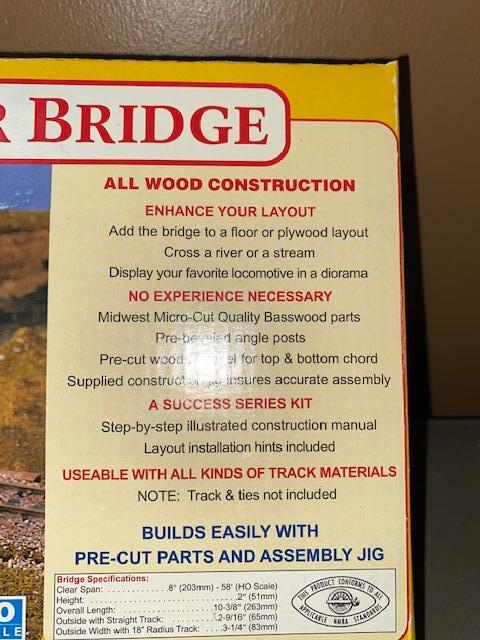 R BRIDGE
ALL WOOD CONSTRUCTION
ENHANCE YOUR LAYOUT
Add the bridge to a floor or plywood layout
Cross a river or a stream
Display your favorite locomotive in a diorama
NO EXPERIENCE NECESSARY
Midwest Micro-Cut Quality Basswood parts
Pre-beveled angle posts
Pre-cut wood for top & bottom chord
Supplied insures accurate assembly
A SUCCESS SERIES KIT
Step-by-step illustrated construction manual
Layout installation hints included
USEABLE WITH ALL KINDS OF TRACK MATERIALS
NOTE: Track & ties not included
BUILDS EASILY WITH
PRE-CUT PARTS AND ASSEMBLY JIG
Bridge Specifications:
Clear Span: .............8" (203mm) - 58' (HO Scale)
Height: .............................2" (51mm)
Overall Length: ...................10-3/8" (263mm)
Outside with Straight Track: ......2-9/16" (65mm)
Outside Width with 18" Radius Track: ....3-1/4" (83mm)
THIS PRODUCT CONFORMS TO ALL
APPLICABLE NMRA STANDARDS
O
LE